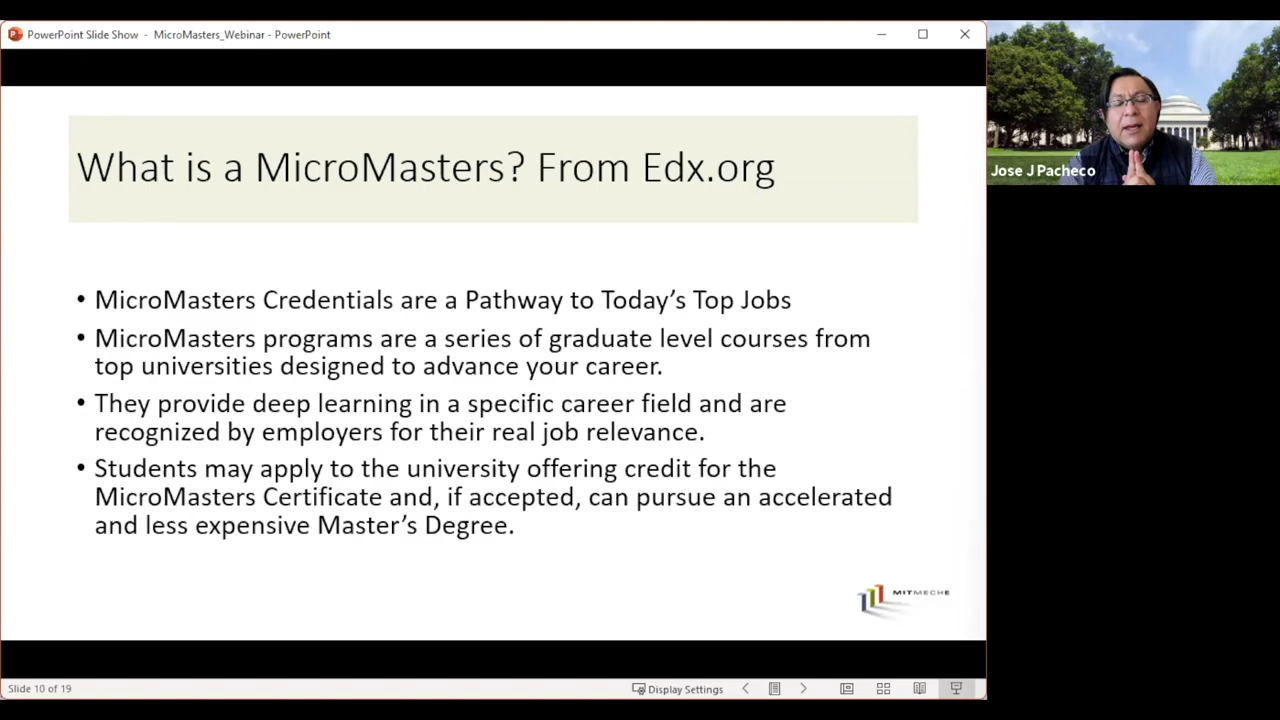 PowerPoint Slide Show - MicroMasters_Webinar - PowerPoint
What is a MicroMasters? From Edx.org
• MicroMasters Credentials are a Pathway to Today's Top Jobs
• MicroMasters programs are a series of graduate level courses from
top universities designed to advance your career.
• They provide deep learning in a specific career field and are
recognized by employers for their real job relevance.
• Students may apply to the university offering credit for the
MicroMasters Certificate and, if accepted, can pursue an accelerated
and less expensive Master's Degree.
MITMECHE
Slide 10 of 19
Display Settings
Jose J Pacheco